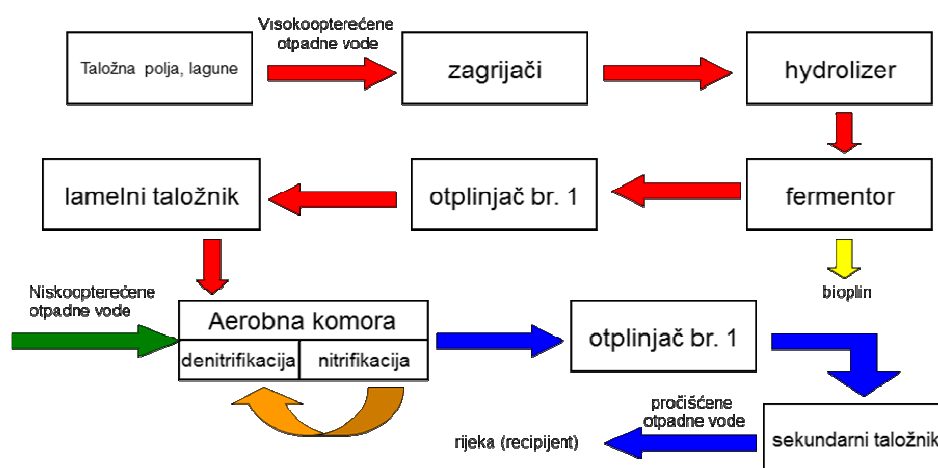 Visokoopterećene
otpadne vode
Taložna polja, lagune
zagrijači
hydrolizer
lamelni taložnik
otplinjač br. 1
fermentor
Niskoopterećene
otpadne vode
bioplin
Aerobna komora
denitrifikacija
nitrifikacija
otplinjač br. 1
pročišćene
otpadne vode
rijeka (recipijent)
sekundarni taložnik